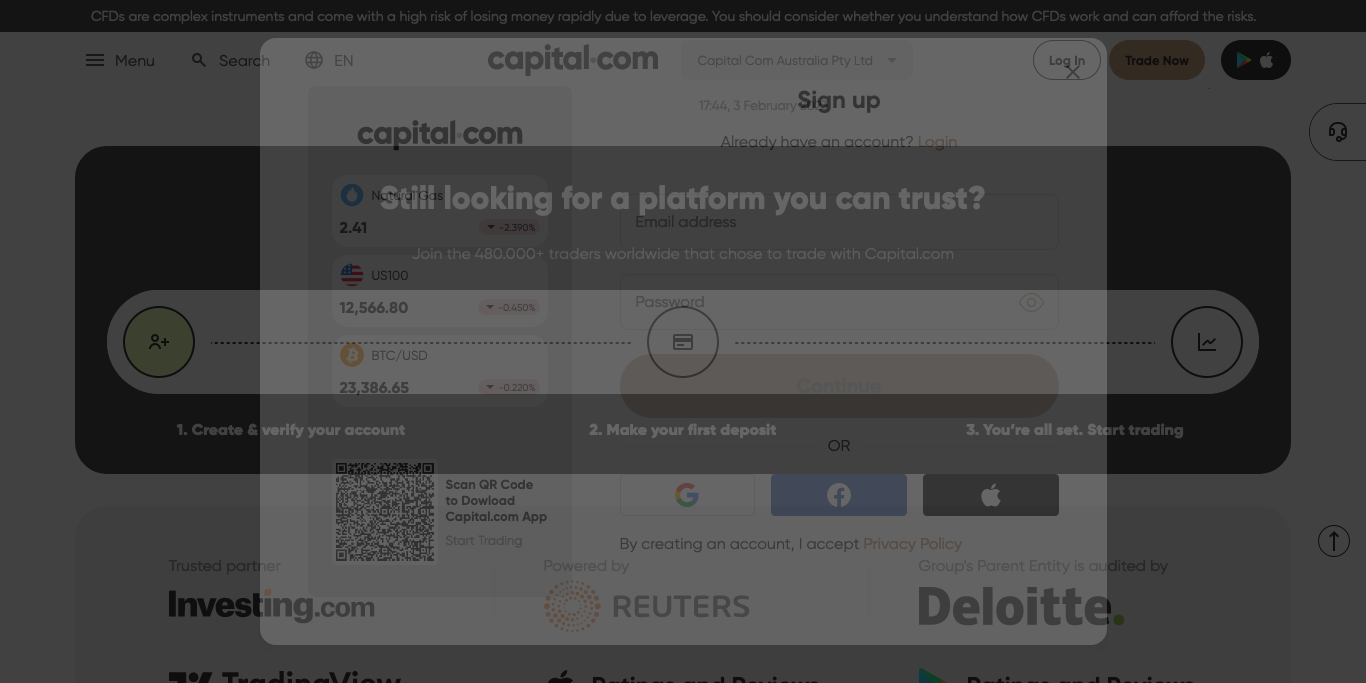 CFDs are complex instruments and come with a high risk of losing money rapidly due to leverage. You should consider whether you understand how CFDs work and can afford the risks.
Menu
Search
EN
capital.com
Capital Com Australia Pty Ltd
Log In
Trade Now
17:44, 3 February
Sign up
Already have an account? Login
capital.com
Natural Gas
2.41
-2.390%
US100
12,566.80
-0.450%
BTC/USD
23,386.65
-0.220%
Scan QR Code
to Dowload
Capital.com App
Start Trading
Email address
Password
Continue
OR
By creating an account, I accept Privacy Policy
Still looking for a platform you can trust?
Join the 480.000+ traders worldwide that chose to trade with Capital.com
1. Create & verify your account
2. Make your first deposit
3. You're all set. Start trading
Trusted partner
Investing.com
Powered by
REUTERS
Group's Parent Entity is audited by
Deloitte.
TradingView
Ratings and Reviews
Ratings and Reviews